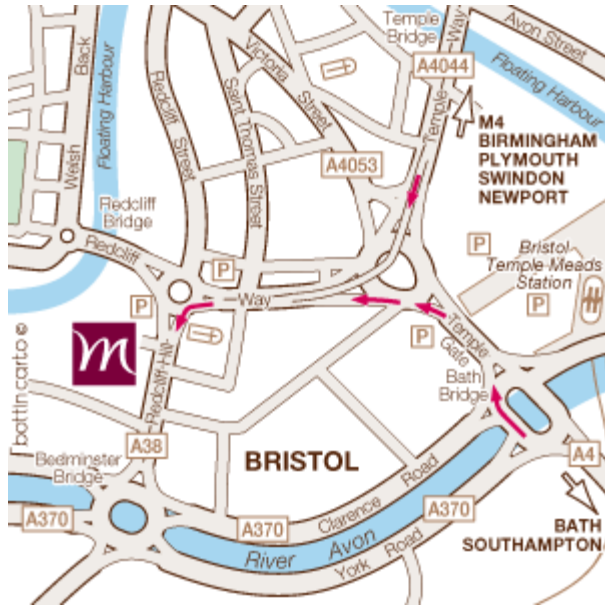 Temple
Bridge
Way
Avon Street
Back
Floating Harbour
Redcliff Street
Victoria Street
Saint Thomas Street
A4044
Floating Harbour
Temple
M4
BIRMINGHAM
PLYMOUTH
SWINDON
NEWPORT
A4053
Welsh
Redcliff
Bridge
Redcliff
P
Way
P
P
Bristol
Temple Meads
Station
P
m
P
Temple
Gate
Bath
Bridge
Redcliff Hill
bottin carto ©
A38
Bedminster
Bridge
BRISTOL
A4
A370
A370
Clarence Road
A370
River Avon
York Road
BATH
SOUTHAMPTON